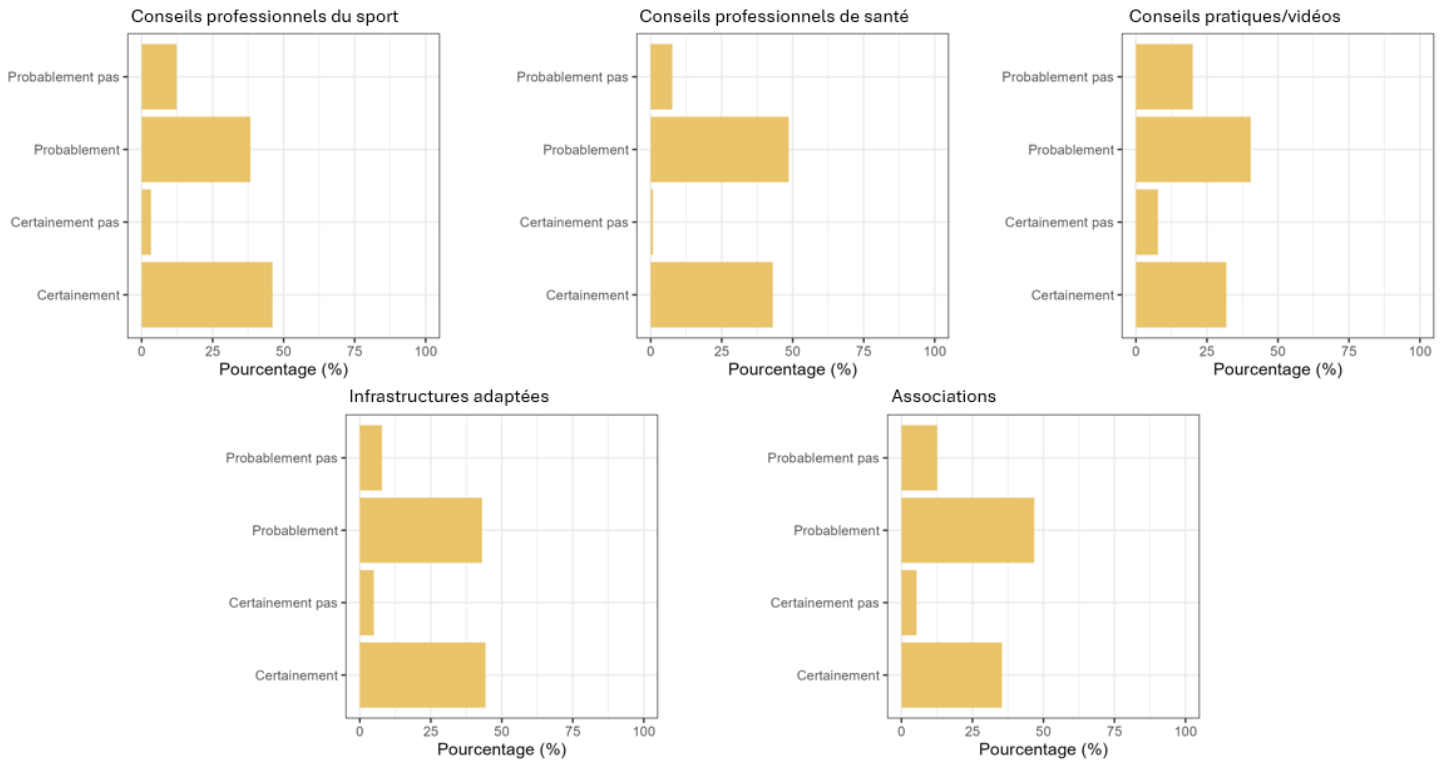 Conseils professionnels du sport
Probablement pas
Probablement
Certainement pas
Certainement
0 25 50 75 100
Pourcentage (%)
Conseils professionnels de santé
Probablement pas
Probablement
Certainement pas
Certainement
0 25 50 75 100
Pourcentage (%)
Conseils pratiques/vidéos
Probablement pas
Probablement
Certainement pas
Certainement
0 25 50 75 100
Pourcentage (%)
Infrastructures adaptées
Probablement pas
Probablement
Certainement pas
Certainement
0 25 50 75 100
Pourcentage (%)
Associations
Probablement pas
Probablement
Certainement pas
Certainement
0 25 50 75 100
Pourcentage (%)